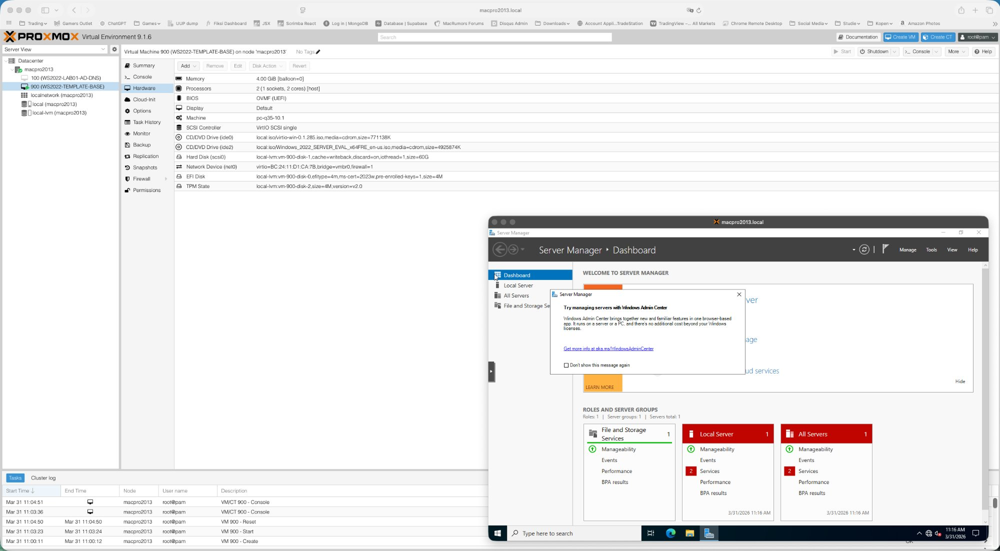 macpro2013.local
Trading
Gamers Outlet
ChatGPT
Games
UUP dump
Fiksi Dashboard
JSX
Scrimba React
Log in | MongoDB
Database | Supabase
MacRumors Forums
Disqus Admin
Downloads
Account Appli...TradeStation
TradingView –... All Markets
Chrome Remote Desktop
Social Media
Studie
Kopen
Amazon Photos
PROXMOX Virtual Environment 9.1.6
Search
Documentation
Create VM
Create CT
root@pam
Server View
Virtual Machine 900 (WS2022-TEMPLATE-BASE) on node 'macpro2013'
No Tags
Start
Shutdown
Console
More
Help
Datacenter
macpro2013
100 (WS2022-LAB01-AD-DNS)
900 (WS2022-TEMPLATE-BASE)
localnetwork (macpro2013)
local (macpro2013)
local-lvm (macpro2013)
Summary
Console
Hardware
Cloud-Init
Options
Task History
Monitor
Backup
Replication
Snapshots
Firewall
Permissions
Add
Remove
Edit
Disk Action
Revert
Memory 4.00 GiB [balloon=0]
Processors 2 (1 sockets, 2 cores) [host]
BIOS OVMF (UEFI)
Display Default
Machine pc-q35-10.1
SCSI Controller VirtIO SCSI single
CD/DVD Drive (ide0) local:iso/virtio-win-0.1.285.iso,media=cdrom,size=771138K
CD/DVD Drive (ide2) local:iso/Windows_2022_SERVER_EVAL_x64FRE_en-us.iso,media=cdrom,size=4925874K
Hard Disk (scsi0) local-lvm:vm-900-disk-1,cache=writeback,discard=on,iothread=1,size=60G
Network Device (net0) virtio=BC:24:11:D1:CA:7B,bridge=vmbr0,firewall=1
EFI Disk local-lvm:vm-900-disk-0,efitype=4m,ms-cert=2023w,pre-enrolled-keys=1,size=4M
TPM State local-lvm:vm-900-disk-2,size=4M,version=v2.0
macpro2013.local
Server Manager
Server Manager ‣ Dashboard
Manage
Tools
View
Help
Dashboard
Local Server
All Servers
File and Storage Se
WELCOME TO SERVER MANAGER
ver
age
ud services
LEARN MORE
Hide
Server Manager
Try managing servers with Windows Admin Center
Windows Admin Center brings together new and familiar features in one browser-based
app. It runs on a server or a PC, and there's no additional cost beyond your Windows
licenses.
Get more info at aka.ms/WindowsAdminCenter
Don't show this message again
ROLES AND SERVER GROUPS
Roles: 1 | Server groups: 1 | Servers total: 1
File and Storage
Services 1
Manageability
Events
Performance
BPA results
Local Server 1
Manageability
Events
2 Services
Performance
BPA results
3/31/2026 11:16 AM
All Servers 1
Manageability
Events
2 Services
Performance
BPA results
3/31/2026 11:16 AM
Type here to search
11:16 AM
3/31/2026
Tasks
Cluster log
Start Time End Time Node User name Description
Mar 31 11:04:51 macpro2013 root@pam VM/CT 900 - Console
Mar 31 11:03:36 macpro2013 root@pam VM/CT 900 - Console
Mar 31 11:04:50 Mar 31 11:04:50 macpro2013 root@pam VM 900 - Reset
Mar 31 11:03:23 Mar 31 11:03:24 macpro2013 root@pam VM 900 - Start
Mar 31 11:00:11 Mar 31 11:00:12 macpro2013 root@pam VM 900 - Create
OK